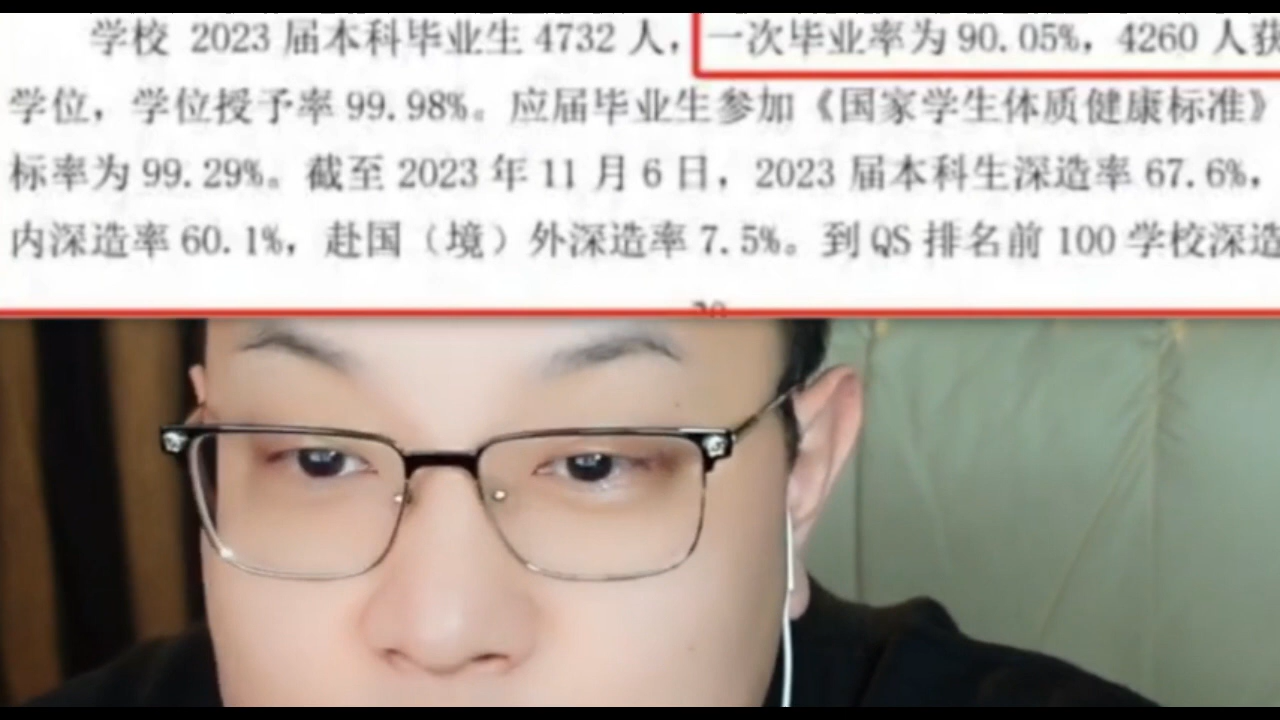 学校 2023 届本科毕业生 4732 人，一次毕业率为 90.05%，4260 人获
学位，学位授予率 99.98%。应届毕业生参加《国家学生体质健康标准》
标率为 99.29%。截至 2023 年 11 月 6 日，2023 届本科生深造率 67.6%，
内深造率 60.1%，赴国（境）外深造率 7.5%。到 QS 排名前 100 学校深造